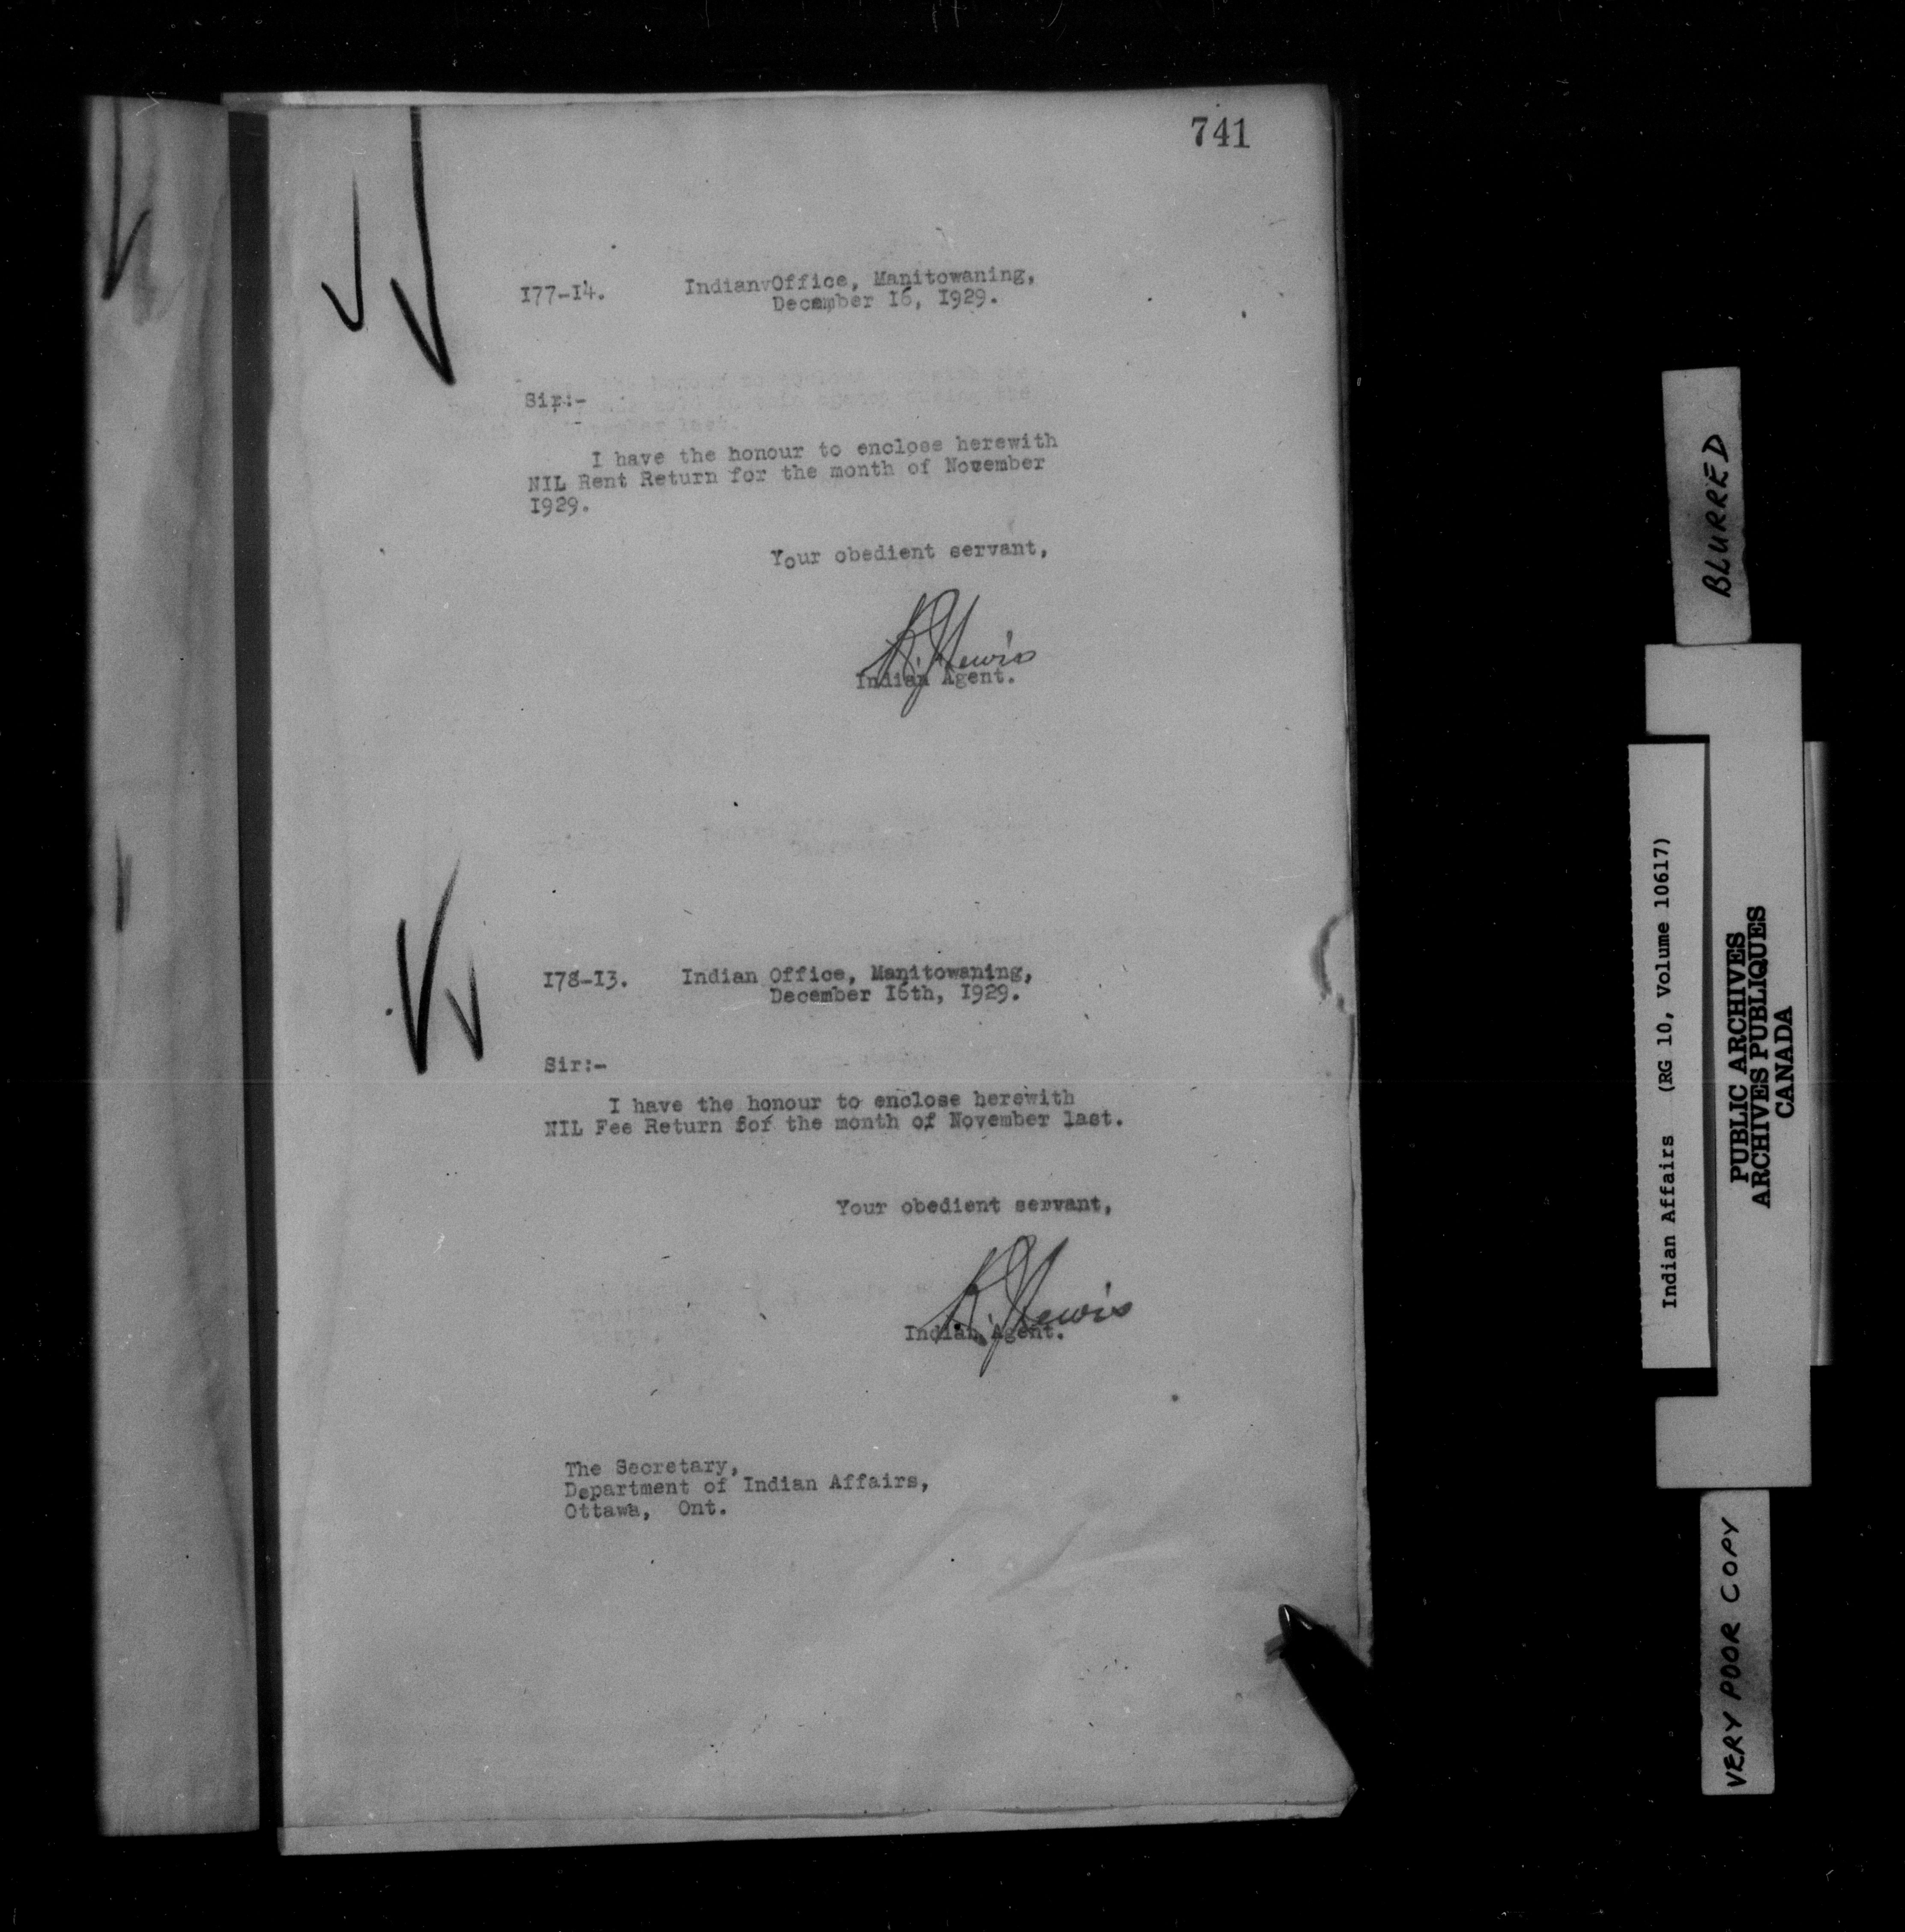 741
177-14. IndianvOffice, Manitowaning,
December 16, 1929.
Sir:-
I have the honour to enclose herewith
NIL Rent Return for the month of November
1929.
Your obedient servant,
R. J. Lewis
Indian Agent.
178-13. Indian Office, Manitowaning,
December 16th, 1929.
Sir:-
I have the honour to enclose herewith
NIL Fee Return for the month of November last.
Your obedient servant,
R. J. Lewis
Indian Agent.
The Secretary,
Department of Indian Affairs,
Ottawa, Ont.
BLURRED
Indian Affairs (RG 10, Volume 10617)
PUBLIC ARCHIVES
ARCHIVES PUBLIQUES
CANADA
VERY POOR COPY